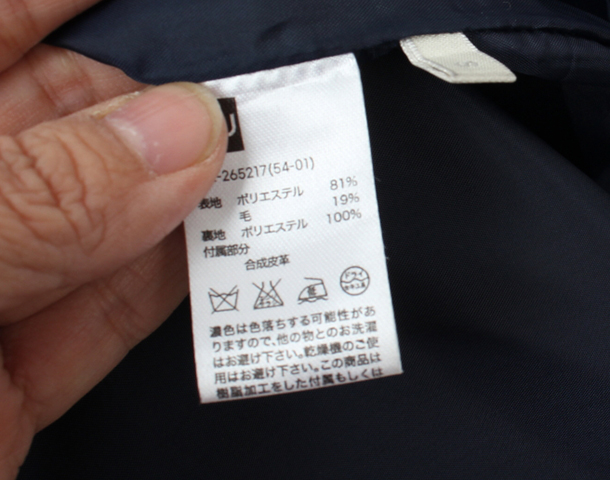 -265217(54-01)
表地 ポリエステル 81%
毛 19%
裏地 ポリエステル 100%
付属部分
合成皮革
ドライ
濃色は色落ちする可能性があ
りますので、他の物とのお洗濯
はお避け下さい。乾燥機のご使
用はお避け下さい。この商品は
樹脂加工をした付属もしくは